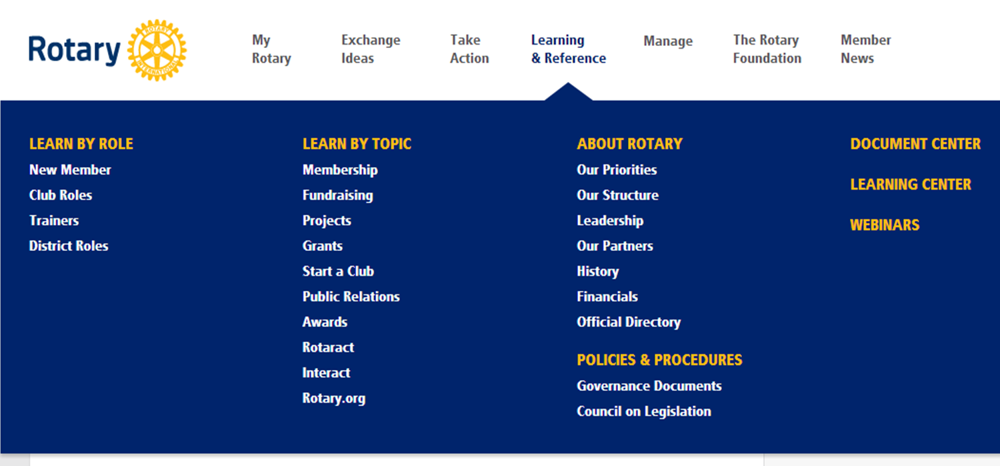 Rotary
ROTARY
INTERNATIONAL
My
Rotary
Exchange
Ideas
Take
Action
Learning
& Reference
Manage
The Rotary
Foundation
Member
News
LEARN BY ROLE
New Member
Club Roles
Trainers
District Roles
LEARN BY TOPIC
Membership
Fundraising
Projects
Grants
Start a Club
Public Relations
Awards
Rotaract
Interact
Rotary.org
ABOUT ROTARY
Our Priorities
Our Structure
Leadership
Our Partners
History
Financials
Official Directory
POLICIES & PROCEDURES
Governance Documents
Council on Legislation
DOCUMENT CENTER
LEARNING CENTER
WEBINARS